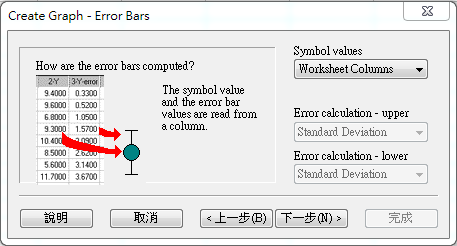 Create Graph - Error Bars
How are the error bars computed?
2-Y 3-Y-error
9.4000 0.3300
9.6000 0.5200
6.8000 1.0500
9.3000 1.5700
10.400 2.0900
8.5000 2.6200
5.6000 3.1400
11.7000 3.6700
The symbol value
and the error bar
values are read from
a column.
Symbol values
Worksheet Columns
Error calculation - upper
Standard Deviation
Error calculation - lower
Standard Deviation
說明
取消
< 上一步(B)
下一步(N) >
完成